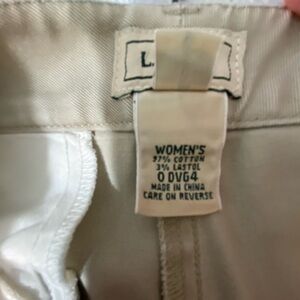 L.
WOMEN'S
97% COTTON
3% LASTOL
0 DVG4
MADE IN CHINA
CARE ON REVERSE